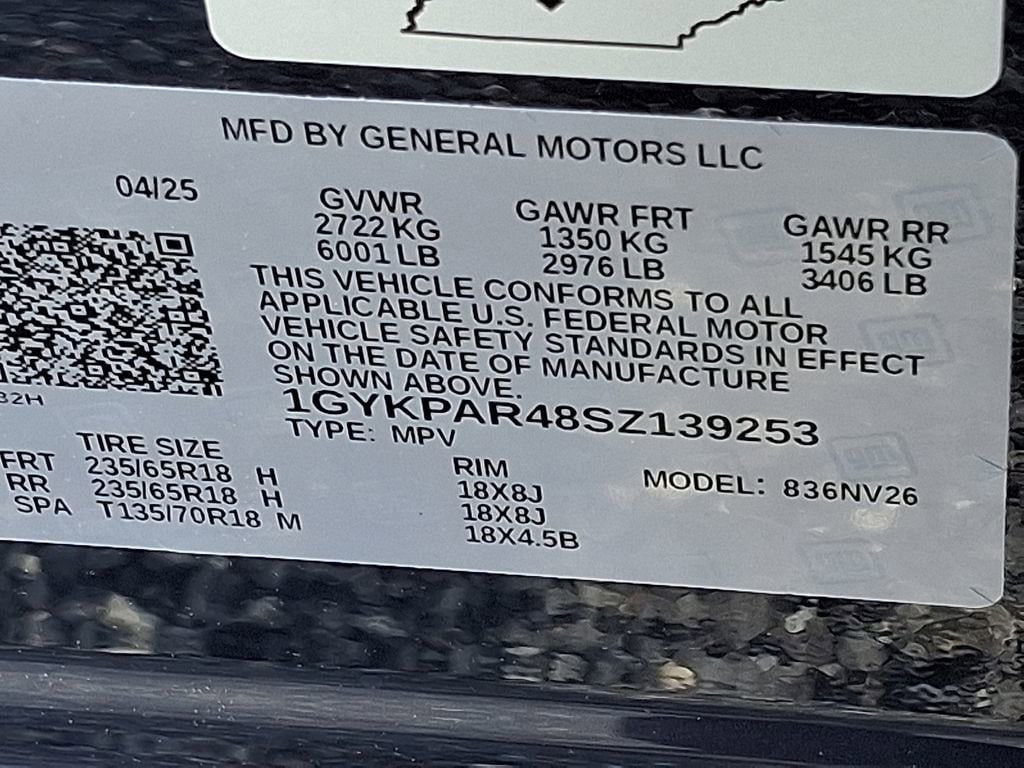 MFD BY GENERAL MOTORS LLC
04/25
GVWR
2722 KG
6001 LB
GAWR FRT
1350 KG
2976 LB
GAWR RR
1545 KG
3406 LB
THIS VEHICLE CONFORMS TO ALL
APPLICABLE U.S. FEDERAL MOTOR
VEHICLE SAFETY STANDARDS IN EFFECT
ON THE DATE OF MANUFACTURE
SHOWN ABOVE.
1GYKPAR48SZ139253
TYPE: MPV
32H
TIRE SIZE
FRT 235/65R18 H
RR 235/65R18 H
SPA T135/70R18 M
RIM
18X8J
18X8J
18X4.5B
MODEL: 836NV26